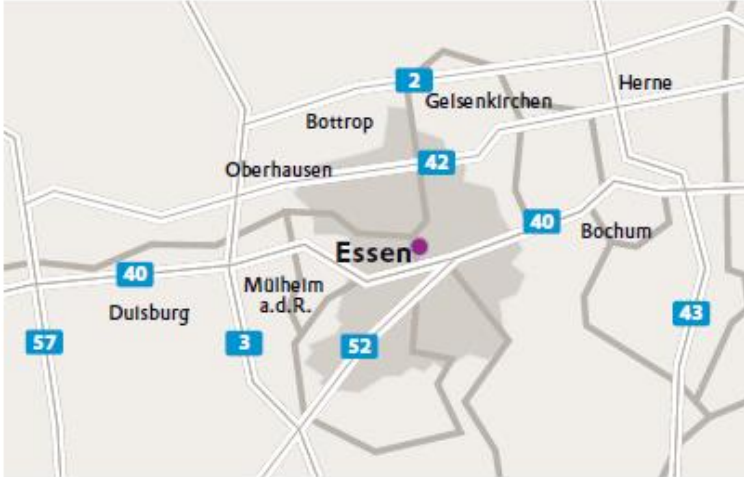 2
Herne
Gelsenkirchen
Bottrop
Oberhausen
42
40
Bochum
Essen
40
Mülheim
a.d.R.
Duisburg
43
57
3
52